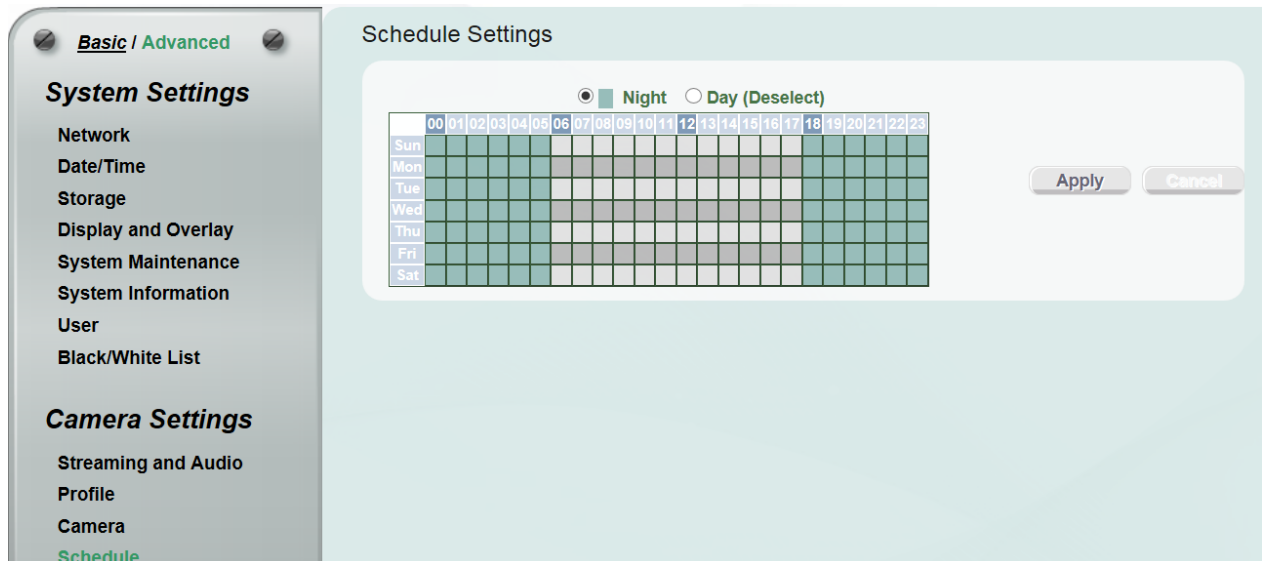 Basic / Advanced
System Settings
Network
Date/Time
Storage
Display and Overlay
System Maintenance
System Information
User
Black/White List
Camera Settings
Streaming and Audio
Profile
Camera
Schedule
Schedule Settings
Night Day (Deselect)
00 01 02 03 04 05 06 07 08 09 10 11 12 13 14 15 16 17 18 19 20 21 22 23
Sun
Mon
Tue
Wed
Thu
Fri
Sat
Apply Cancel